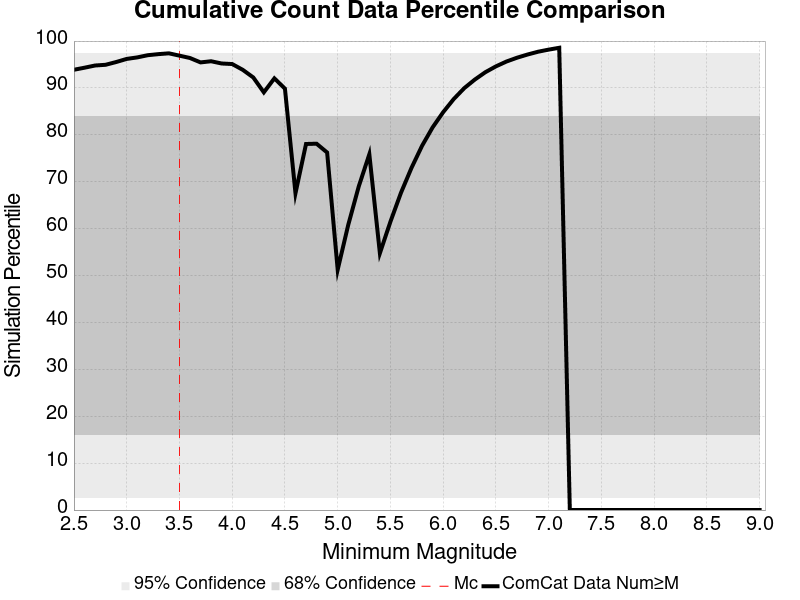 Cumulative Count Data Percentile Comparison
100
90
80
70
60
50
40
30
20
10
0
Simulation Percentile
2.5 3.0 3.5 4.0 4.5 5.0 5.5 6.0 6.5 7.0 7.5 8.0 8.5 9.0
Minimum Magnitude
95% Confidence 68% Confidence Mc ComCat Data Num≥M